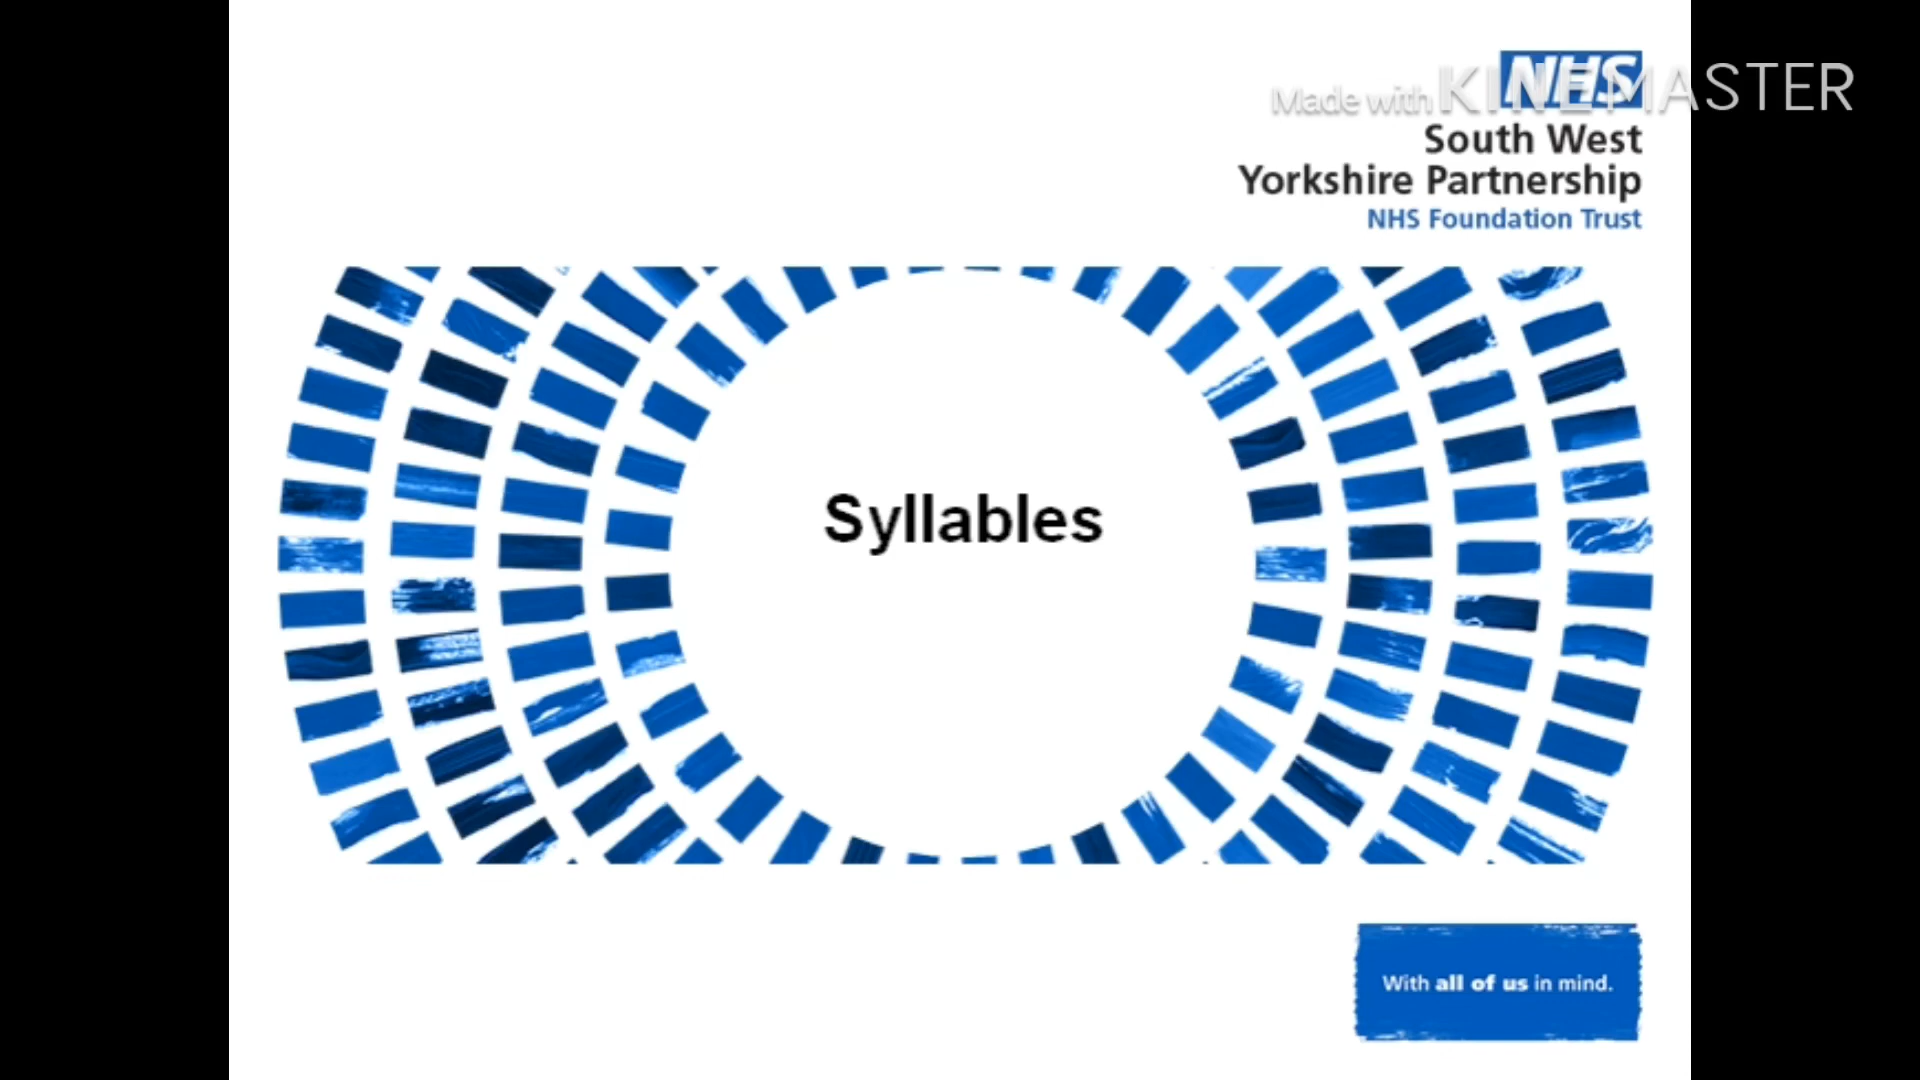 NHS
Made with KINEMASTER
South West
Yorkshire Partnership
NHS Foundation Trust
Syllables
With all of us in mind.